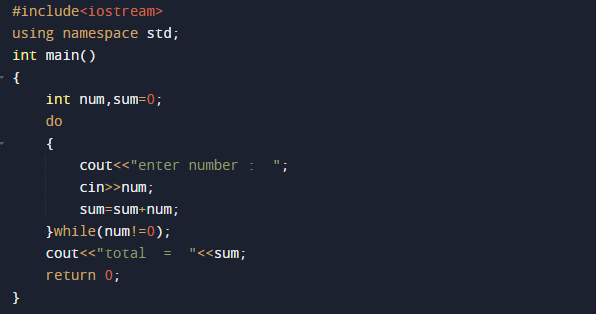 #include<iostream>
using namespace std;
int main()
{
    int num,sum=0;
    do
    {
        cout<<"enter number :  ";
        cin>>num;
        sum=sum+num;
    }while(num!=0);
    cout<<"total  =  "<<sum;
    return 0;
}